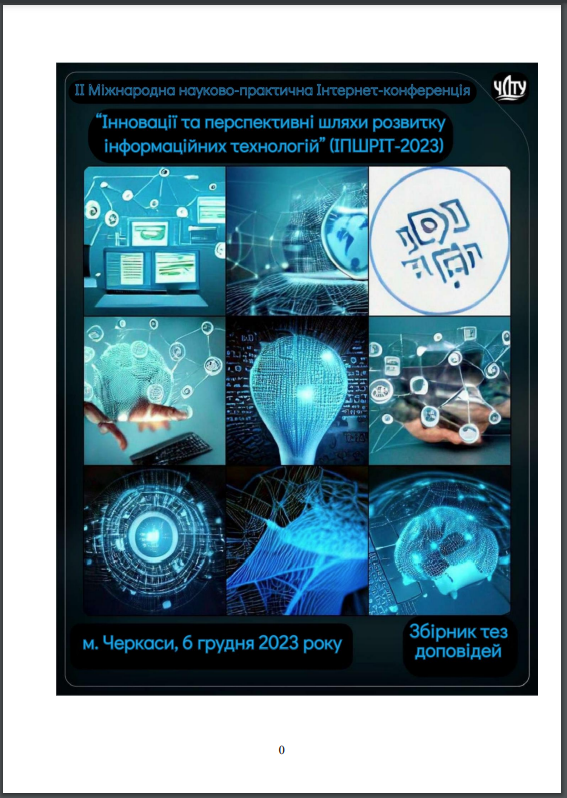 ІІ Міжнародна науково-практична Інтернет-конференція
ЧДТУ
“Інновації та перспективні шляхи розвитку
інформаційних технологій” (ІПШРІТ-2023)
м. Черкаси, 6 грудня 2023 року
Збірник тез
доповідей
0